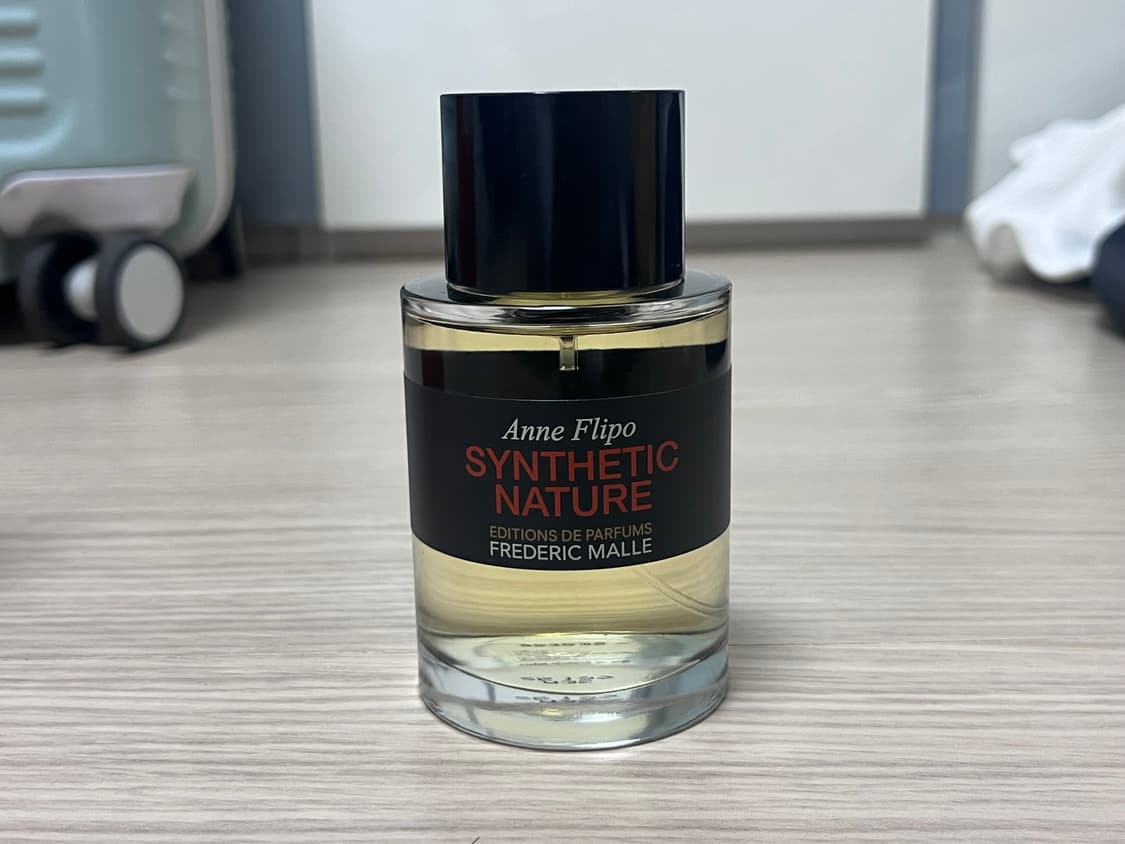 Anne Flipo
SYNTHETIC
NATURE
EDITIONS DE PARFUMS
FREDERIC MALLE